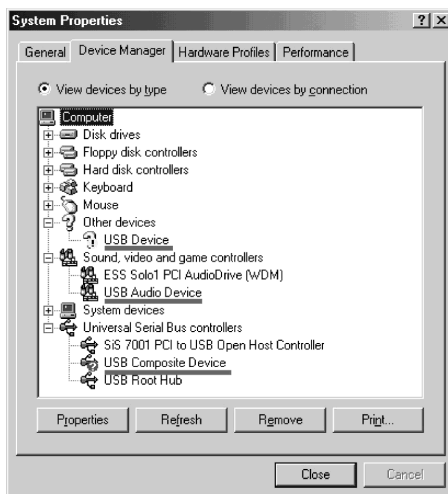 System Properties
General Device Manager Hardware Profiles Performance
View devices by type View devices by connection
Computer
Disk drives
Floppy disk controllers
Hard disk controllers
Keyboard
Mouse
Other devices
USB Device
Sound, video and game controllers
ESS Solo1 PCI AudioDrive (WDM)
USB Audio Device
System devices
Universal Serial Bus controllers
SiS 7001 PCI to USB Open Host Controller
USB Composite Device
USB Root Hub
Properties Refresh Remove Print...
Close Cancel